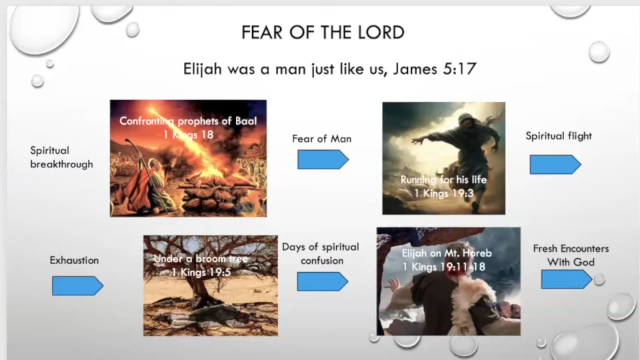 FEAR OF THE LORD
Elijah was a man just like us, James 5:17
Spiritual
breakthrough
Confronting prophets of Baal
1 Kings 18
Fear of Man
Running for his life
1 Kings 19:3
Spiritual flight
Exhaustion
Under a broom tree
1 Kings 19:5
Days of spiritual
confusion
Elijah on Mt. Horeb
1 Kings 19:11-18
Fresh Encounters
With God